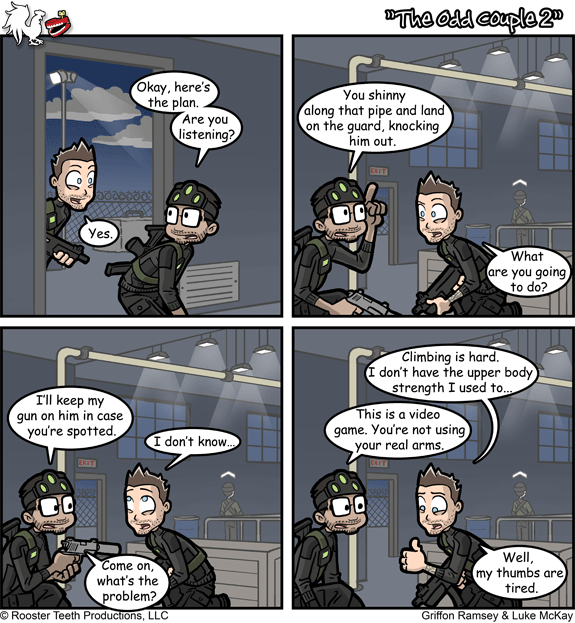 "The Odd Couple 2"
Okay, here's
the plan.
Are you
listening?
Yes.
You shinny
along that pipe and land
on the guard, knocking
him out.
EXIT
What
are you going
to do?
I'll keep my
gun on him in case
you're spotted.
I don't know...
EXIT
Come on,
what's the
problem?
Climbing is hard.
I don't have the upper body
strength I used to...
This is a video
game. You're not using
your real arms.
EXIT
Well,
my thumbs are
tired.
© Rooster Teeth Productions, LLC
Griffon Ramsey & Luke McKay